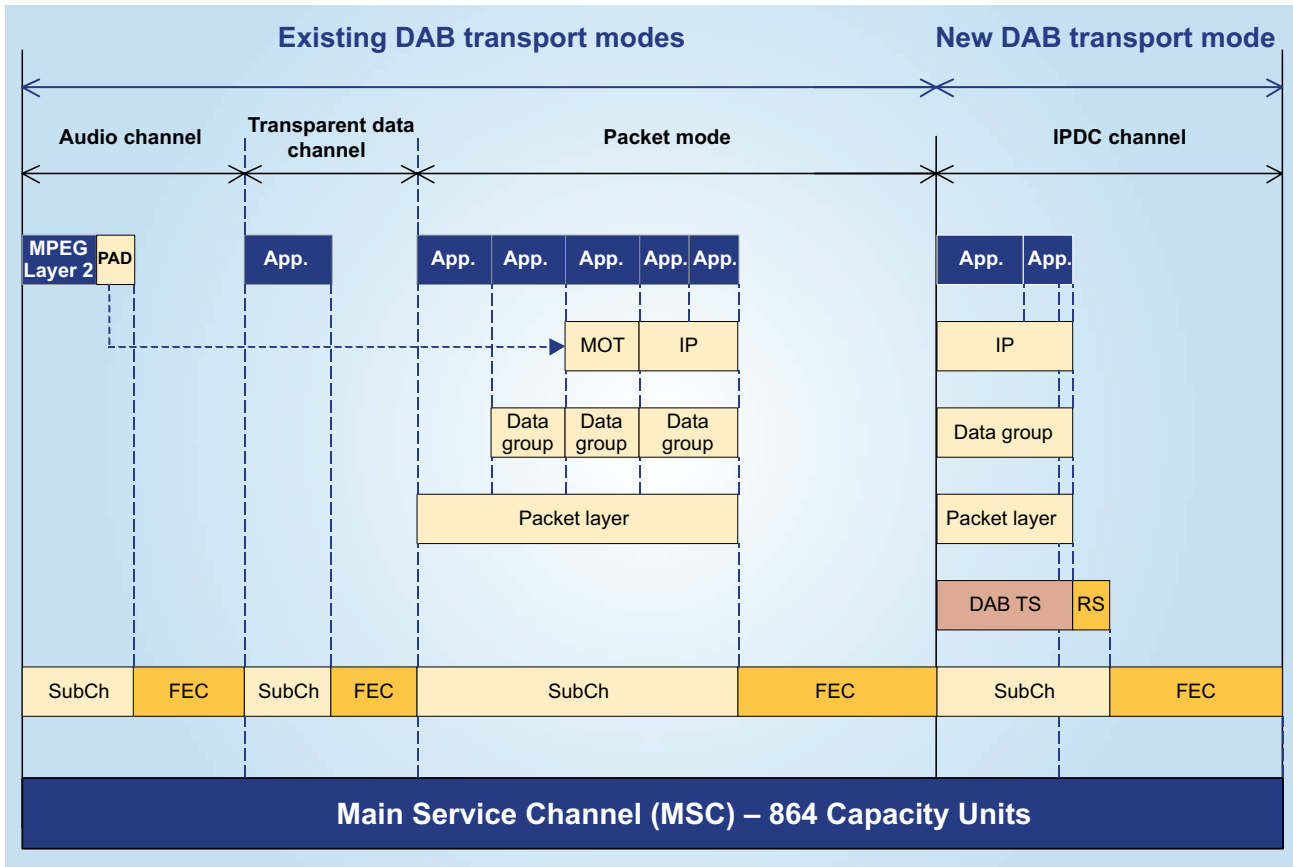 Existing DAB transport modes
New DAB transport mode
Audio channel
Transparent data
channel
Packet mode
IPDC channel
MPEG
Layer 2
PAD
App.
App.
App.
App.
App.
App.
App.
App.
MOT
IP
IP
Data
group
Data
group
Data
group
Data group
Packet layer
Packet layer
DAB TS
RS
SubCh
FEC
SubCh
FEC
SubCh
FEC
SubCh
FEC
Main Service Channel (MSC) – 864 Capacity Units